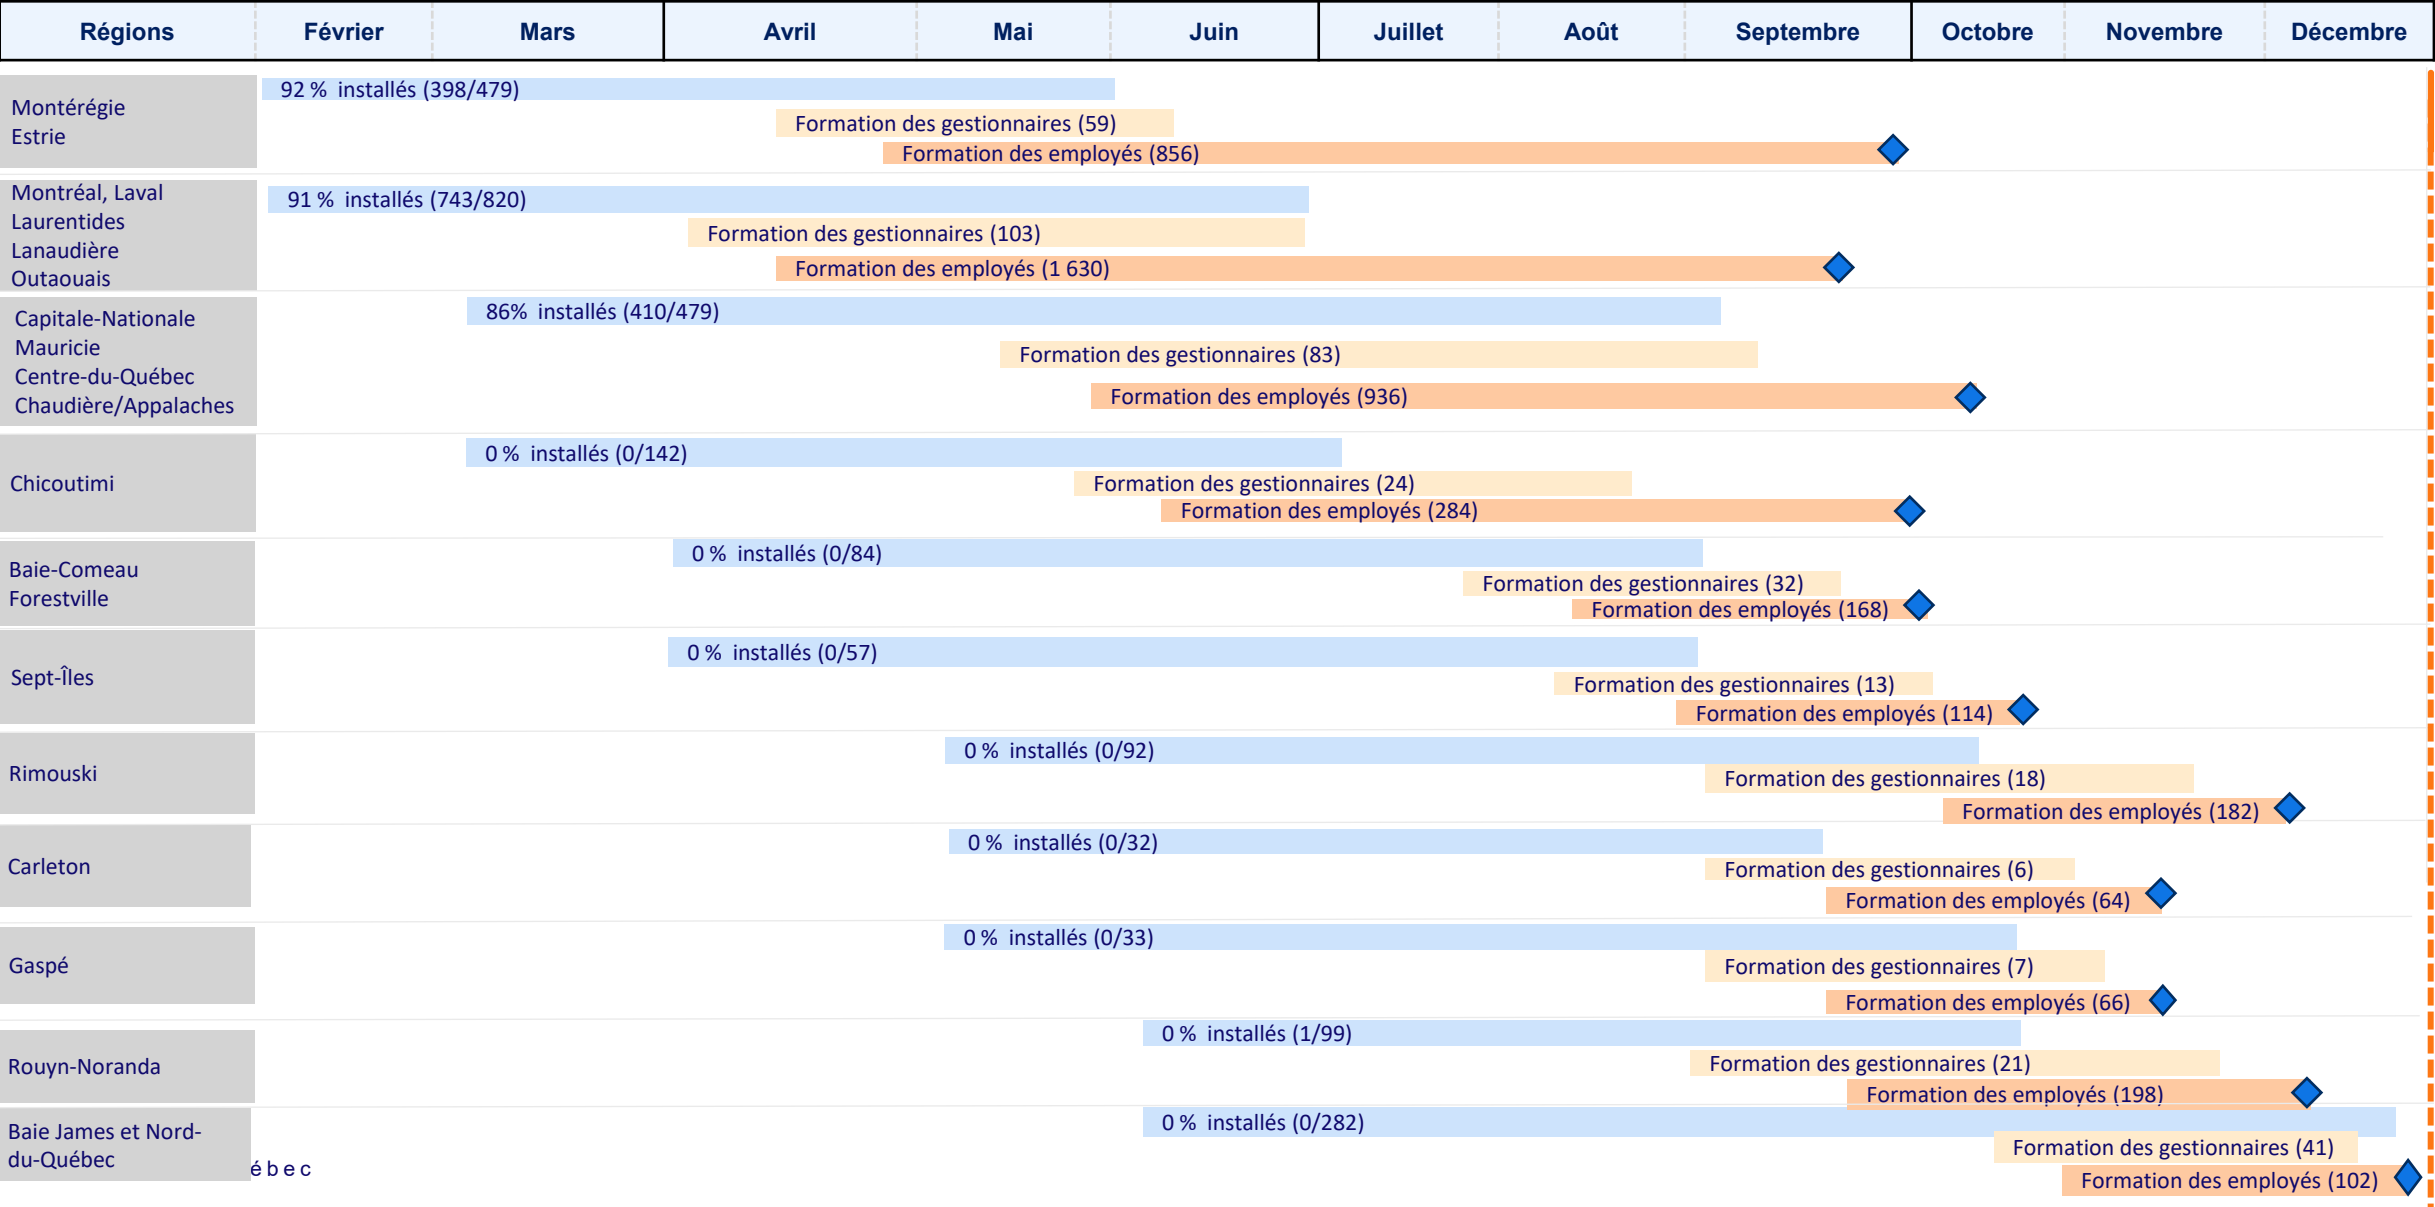 Régions Février Mars Avril Mai Juin Juillet Août Septembre Octobre Novembre Décembre
Montérégie
Estrie
92 % installés (398/479)
Formation des gestionnaires (59)
Formation des employés (856)
Montréal, Laval
Laurentides
Lanaudière
Outaouais
91 % installés (743/820)
Formation des gestionnaires (103)
Formation des employés (1 630)
Capitale-Nationale
Mauricie
Centre-du-Québec
Chaudière/Appalaches
86% installés (410/479)
Formation des gestionnaires (83)
Formation des employés (936)
Chicoutimi
0 % installés (0/142)
Formation des gestionnaires (24)
Formation des employés (284)
Baie-Comeau
Forestville
0 % installés (0/84)
Formation des gestionnaires (32)
Formation des employés (168)
Sept-Îles
0 % installés (0/57)
Formation des gestionnaires (13)
Formation des employés (114)
Rimouski
0 % installés (0/92)
Formation des gestionnaires (18)
Formation des employés (182)
Carleton
0 % installés (0/32)
Formation des gestionnaires (6)
Formation des employés (64)
Gaspé
0 % installés (0/33)
Formation des gestionnaires (7)
Formation des employés (66)
Rouyn-Noranda
0 % installés (1/99)
Formation des gestionnaires (21)
Formation des employés (198)
Baie James et Nord-
du-Québec
0 % installés (0/282)
Formation des gestionnaires (41)
Formation des employés (102)
ébec